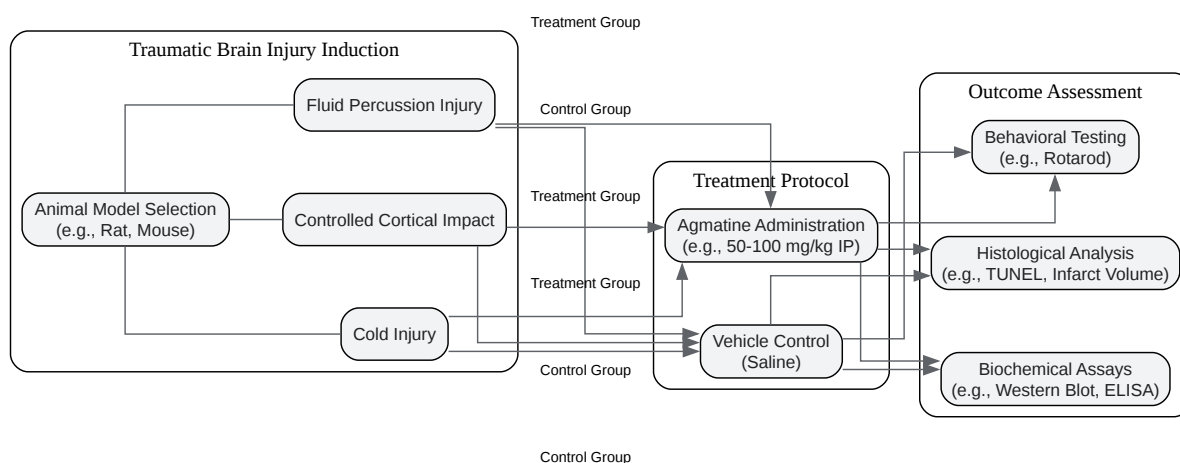 Treatment Group
Traumatic Brain Injury Induction
Fluid Percussion Injury
Animal Model Selection
(e.g., Rat, Mouse)
Controlled Cortical Impact
Cold Injury
Control Group
Treatment Group
Treatment Group
Control Group
Control Group
Treatment Protocol
Agmatine Administration
(e.g., 50-100 mg/kg IP)
Vehicle Control
(Saline)
Outcome Assessment
Behavioral Testing
(e.g., Rotarod)
Histological Analysis
(e.g., TUNEL, Infarct Volume)
Biochemical Assays
(e.g., Western Blot, ELISA)